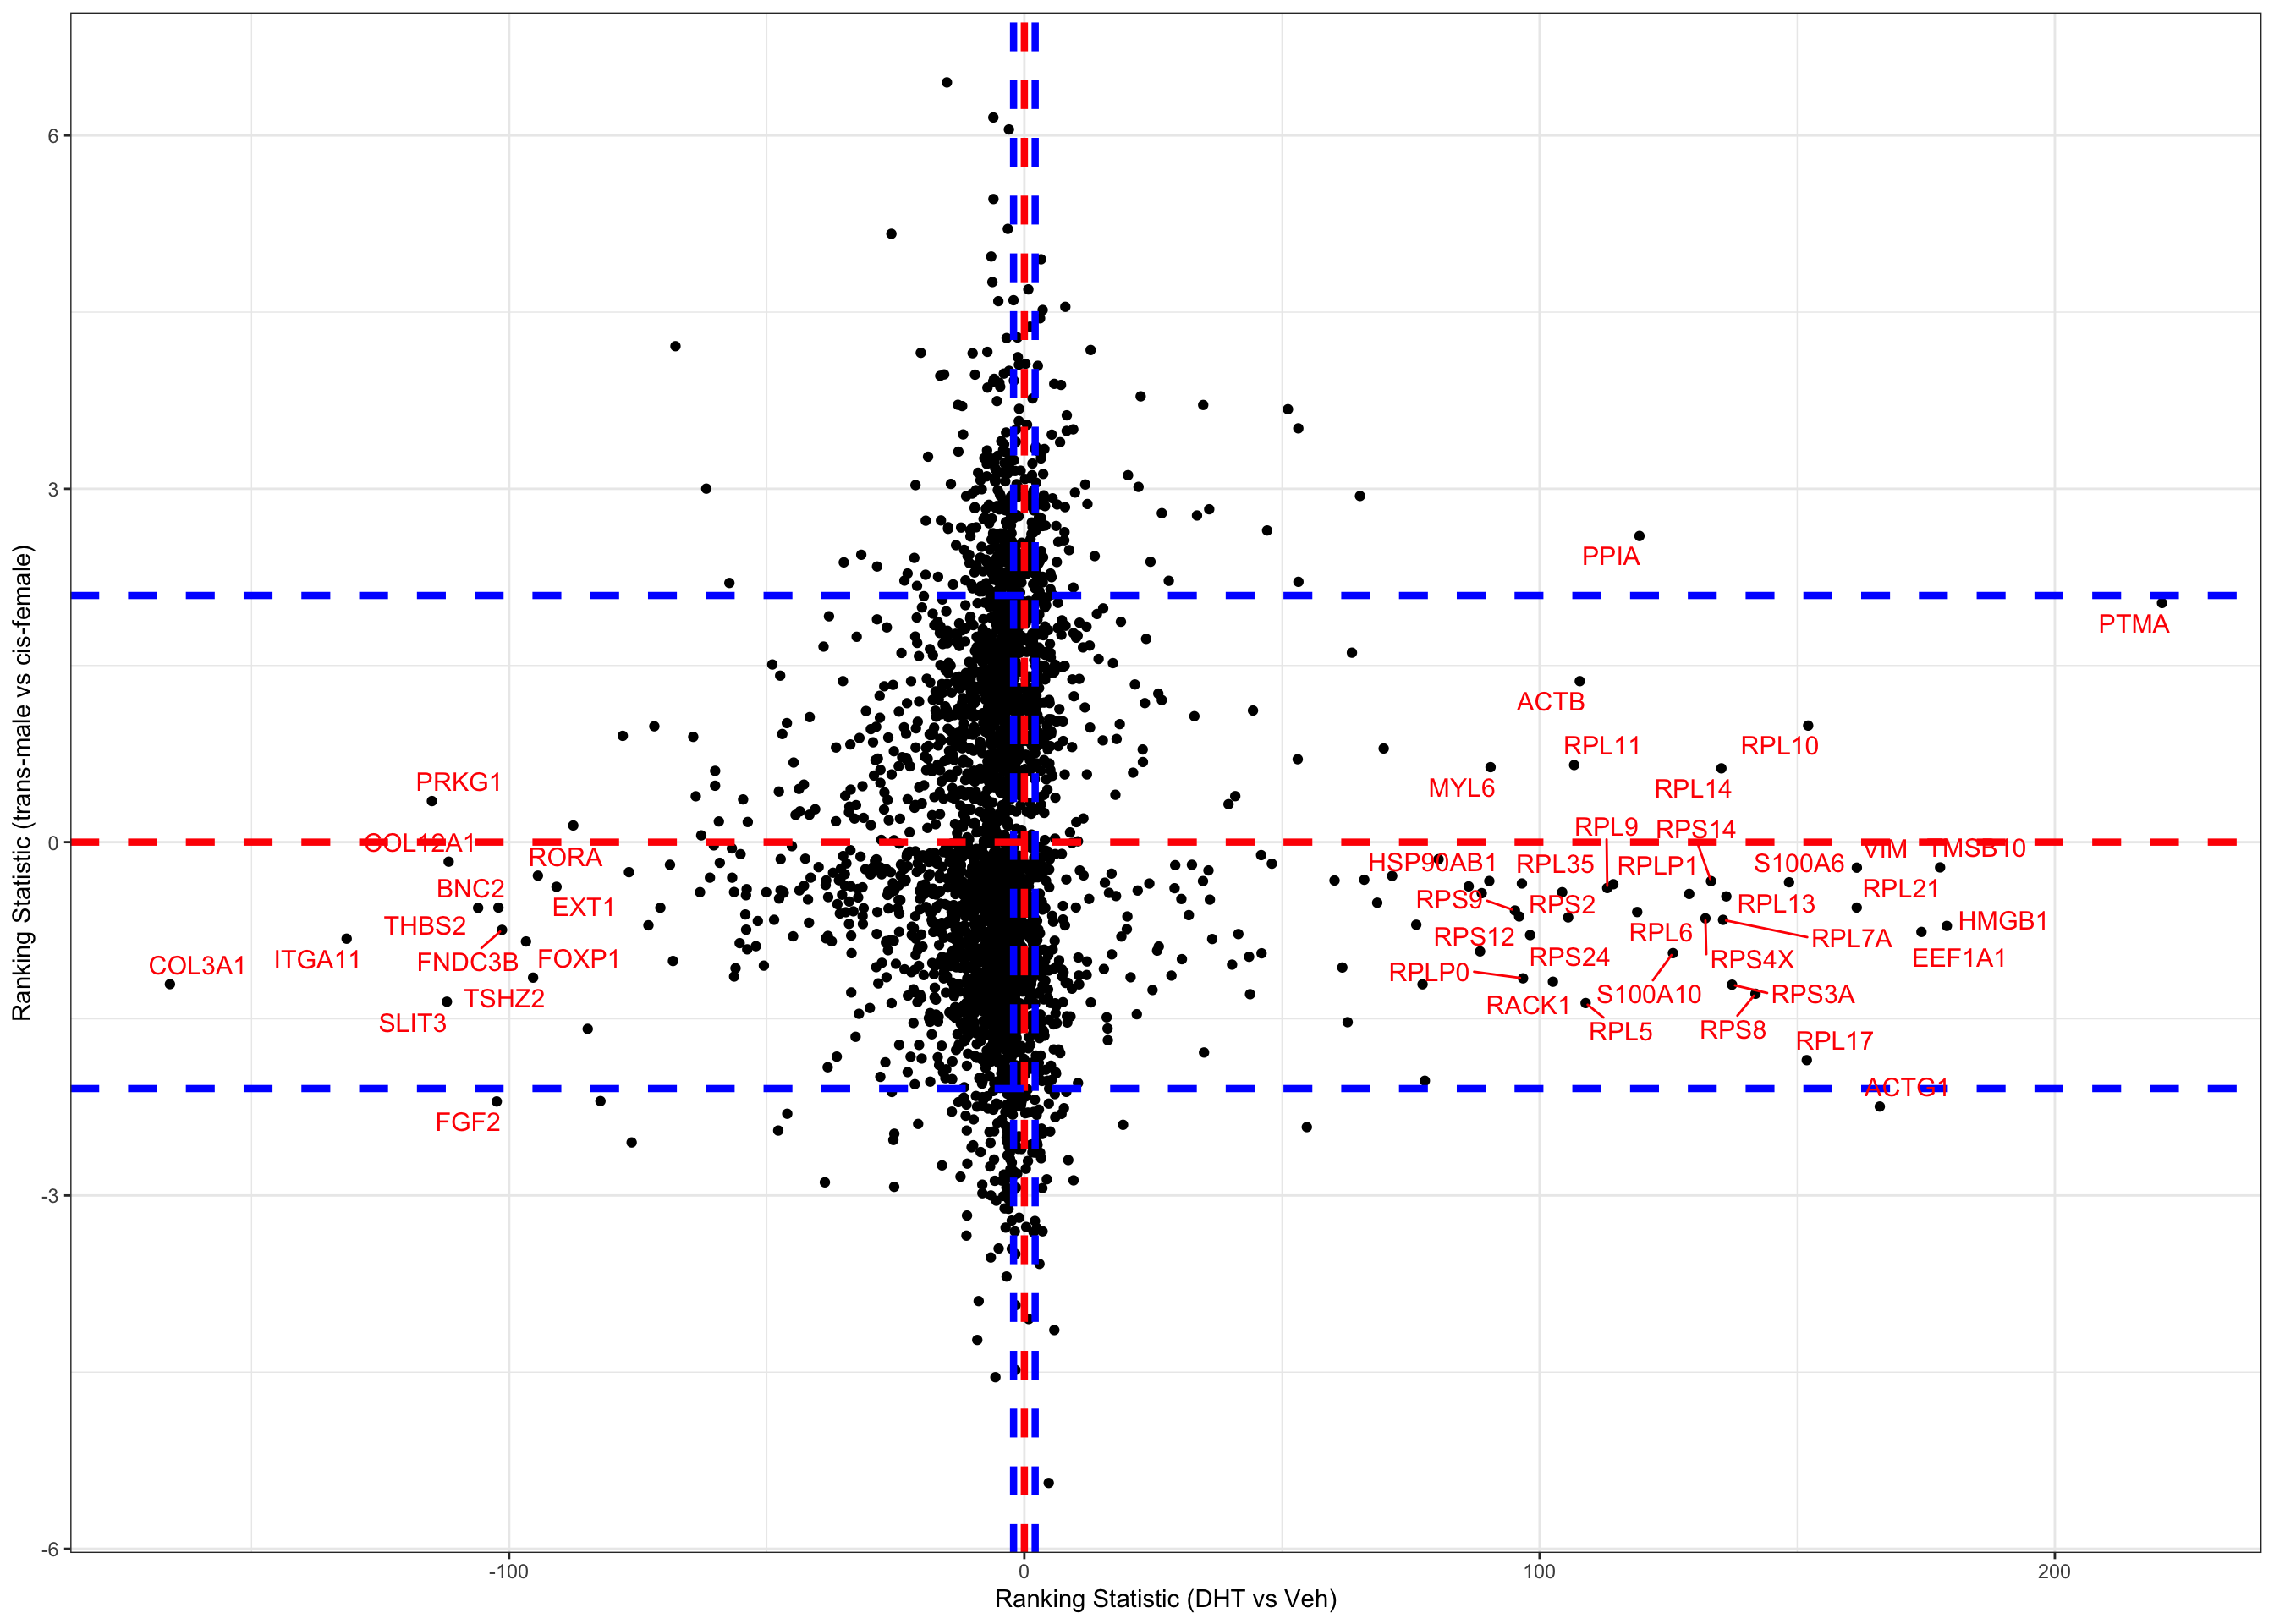 6
3
0
-3
-6
Ranking Statistic (trans-male vs cis-female)
PPIA
PTMA
ACTB
RPL11
RPL10
PRKG1
MYL6
RPL14
RPL9
RPS14
COL12A1
RORA
HSP90AB1
RPL35
RPLP1
S100A6
VIM
TMSB10
BNC2
EXT1
RPS9
RPS2
RPL13
RPL21
THBS2
RPS12
RPL6
RPL7A
HMGB1
COL3A1
ITGA11
FNDC3B
FOXP1
RPLP0
RPS24
RPS4X
EEF1A1
TSHZ2
RACK1
S100A10
RPS3A
SLIT3
RPL5
RPS8
RPL17
FGF2
ACTG1
-100
0
100
200
Ranking Statistic (DHT vs Veh)